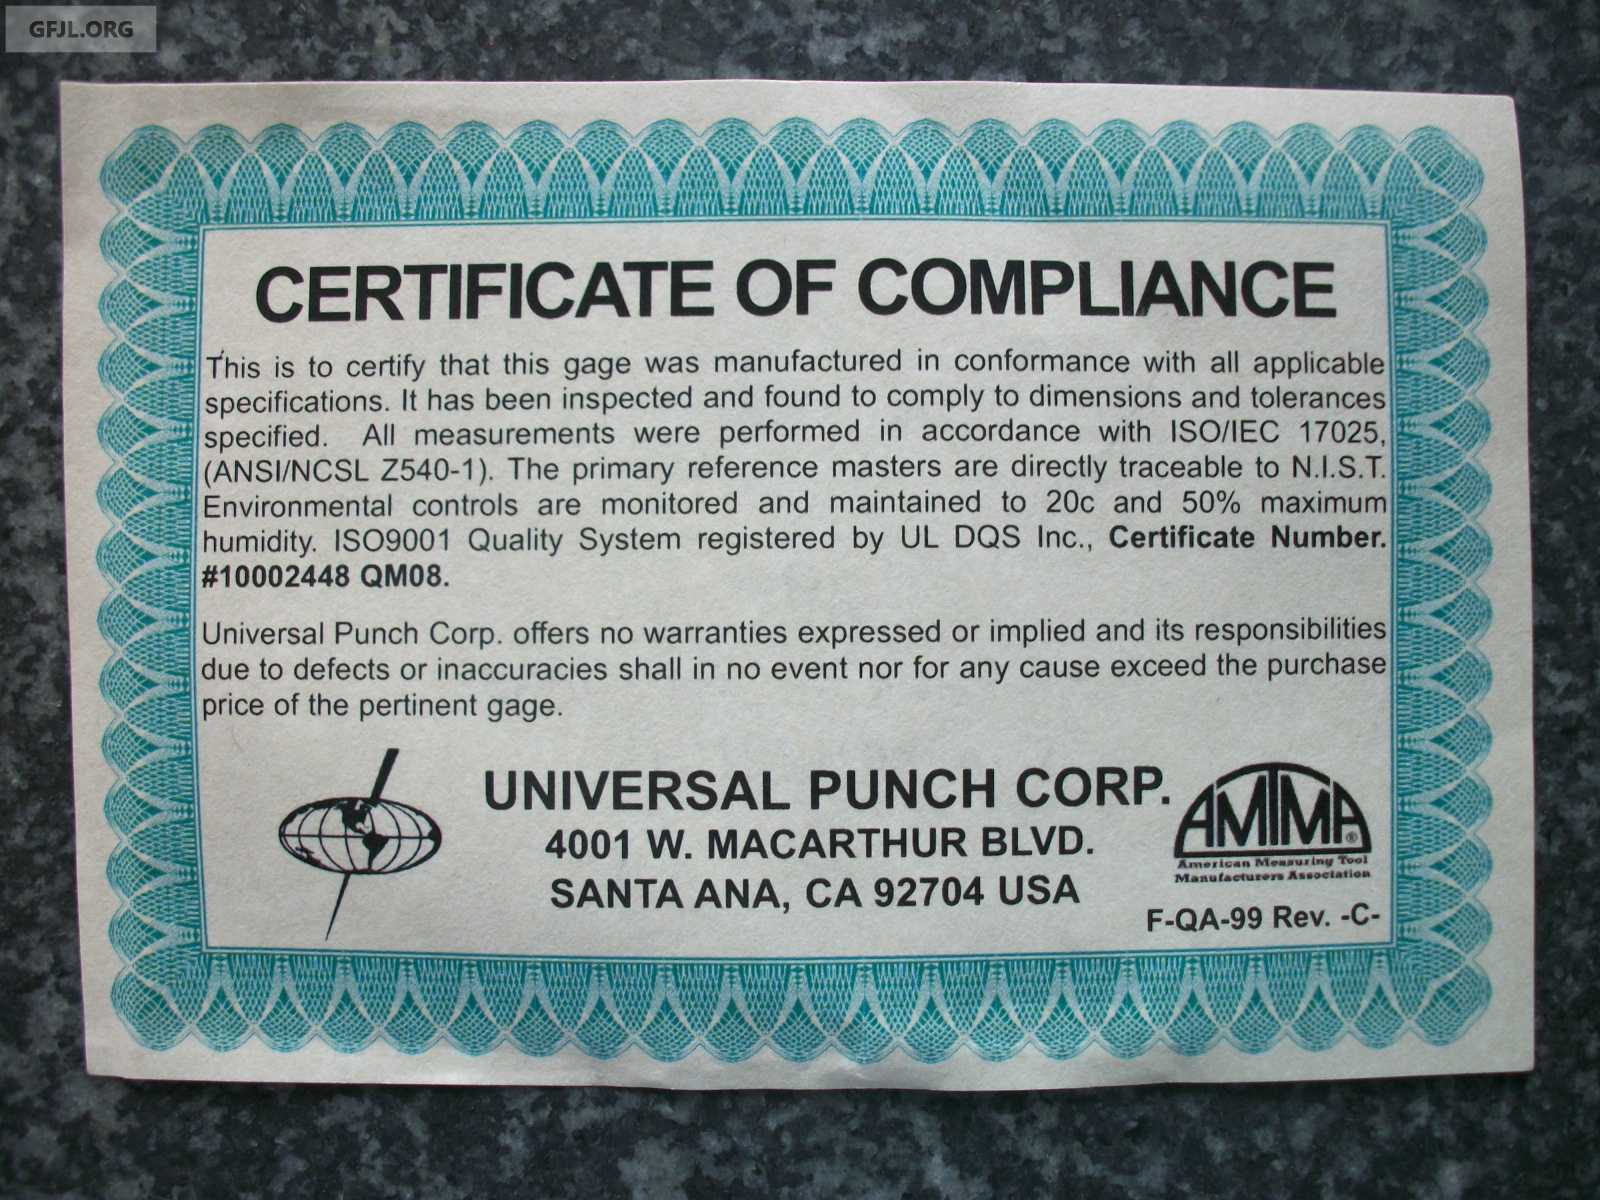 GFJL.ORG
CERTIFICATE OF COMPLIANCE
This is to certify that this gage was manufactured in conformance with all applicable
specifications. It has been inspected and found to comply to dimensions and tolerances
specified. All measurements were performed in accordance with ISO/IEC 17025,
(ANSI/NCSL Z540-1). The primary reference masters are directly traceable to N.I.S.T.
Environmental controls are monitored and maintained to 20c and 50% maximum
humidity. ISO9001 Quality System registered by UL DQS Inc., Certificate Number.
#10002448 QM08.
Universal Punch Corp. offers no warranties expressed or implied and its responsibilities
due to defects or inaccuracies shall in no event nor for any cause exceed the purchase
price of the pertinent gage.
UNIVERSAL PUNCH CORP.
4001 W. MACARTHUR BLVD.
SANTA ANA, CA 92704 USA
AMTMA®
American Measuring Tool
Manufacturers Association
F-QA-99 Rev. -C-